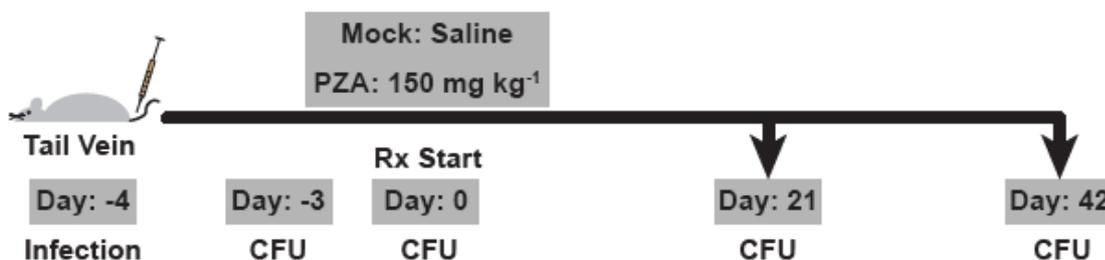 Mock: Saline
PZA: 150 mg kg⁻¹
Tail Vein
Rx Start
Day: -4
Day: -3
Day: 0
Day: 21
Day: 42
Infection
CFU
CFU
CFU
CFU